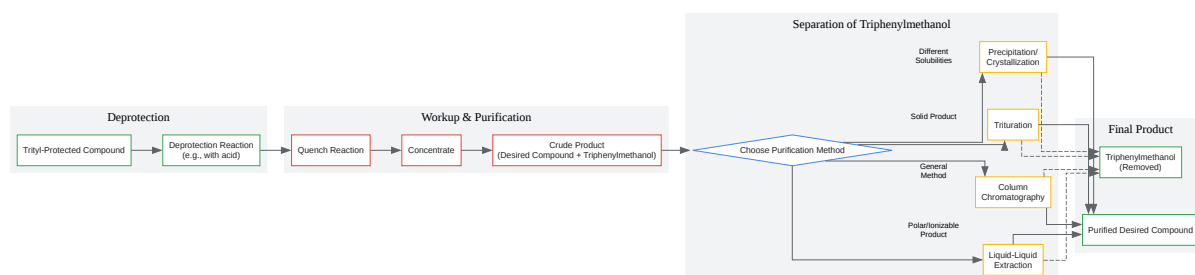 Separation of Triphenylmethanol
Different
Solubilities
Precipitation/
Crystallization
Deprotection
Workup & Purification
Solid Product
Trituration
Final Product
Trityl-Protected Compound
Deprotection Reaction
(e.g., with acid)
Quench Reaction
Concentrate
Crude Product
(Desired Compound + Triphenylmethanol)
Choose Purification Method
General
Method
Column
Chromatography
Triphenylmethanol
(Removed)
Polar/Ionizable
Product
Liquid-Liquid
Extraction
Purified Desired Compound